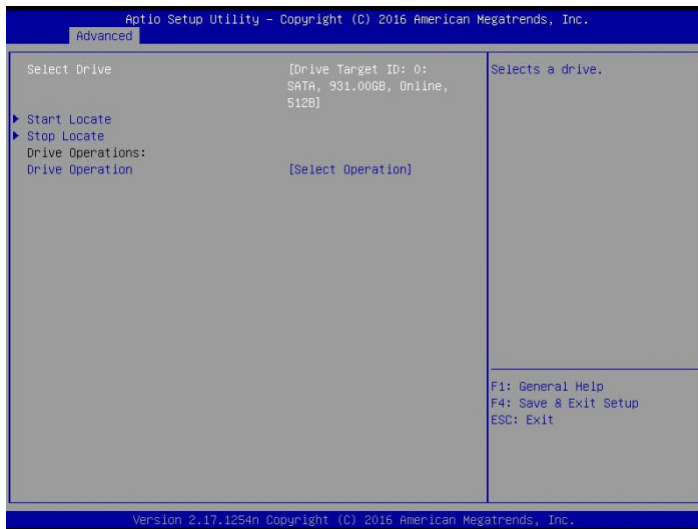 Aptio Setup Utility – Copyright (C) 2016 American Megatrends, Inc.
Advanced
Select Drive [Drive Target ID: 0:
SATA, 931.00GB, Online,
512B]
Start Locate
Stop Locate
Drive Operations:
Drive Operation [Select Operation]
Selects a drive.
F1: General Help
F4: Save & Exit Setup
ESC: Exit
Version 2.17.1254n Copyright (C) 2016 American Megatrends, Inc.